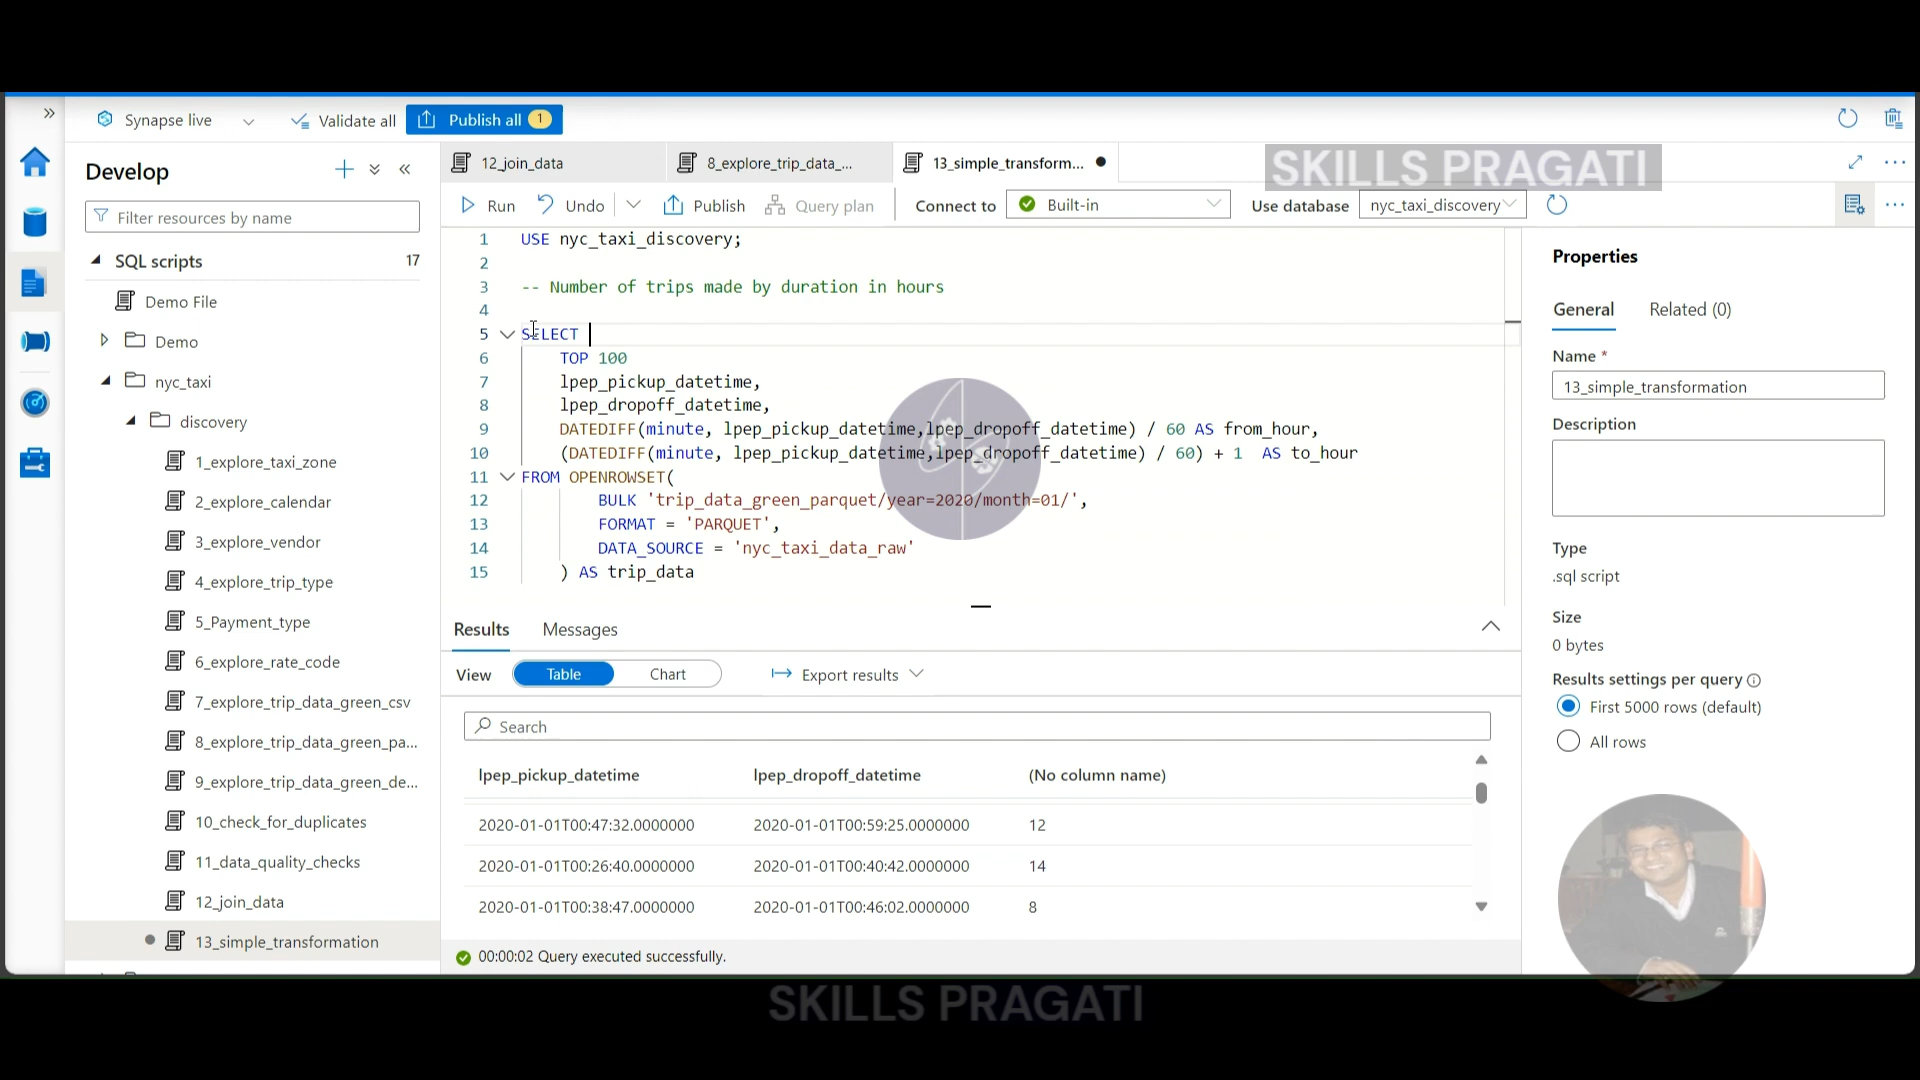 Synapse live
Validate all
Publish all 1
Develop
Filter resources by name
SQL scripts 17
Demo File
Demo
nyc_taxi
discovery
1_explore_taxi_zone
2_explore_calendar
3_explore_vendor
4_explore_trip_type
5_Payment_type
6_explore_rate_code
7_explore_trip_data_green_csv
8_explore_trip_data_green_pa...
9_explore_trip_data_green_de...
10_check_for_duplicates
11_data_quality_checks
12_join_data
13_simple_transformation
12_join_data
8_explore_trip_data_...
13_simple_transform...
SKILLS PRAGATI
Run
Undo
Publish
Query plan
Connect to
Built-in
Use database
nyc_taxi_discovery
1 USE nyc_taxi_discovery;
2
3 -- Number of trips made by duration in hours
4
5 SELECT
6 TOP 100
7 lpep_pickup_datetime,
8 lpep_dropoff_datetime,
9 DATEDIFF(minute, lpep_pickup_datetime,lpep_dropoff_datetime) / 60 AS from_hour,
10 (DATEDIFF(minute, lpep_pickup_datetime,lpep_dropoff_datetime) / 60) + 1 AS to_hour
11 FROM OPENROWSET(
12 BULK 'trip_data_green_parquet/year=2020/month=01/',
13 FORMAT = 'PARQUET',
14 DATA_SOURCE = 'nyc_taxi_data_raw'
15 ) AS trip_data
Results Messages
View Table Chart Export results
Search
lpep_pickup_datetime lpep_dropoff_datetime (No column name)
2020-01-01T00:47:32.0000000 2020-01-01T00:59:25.0000000 12
2020-01-01T00:26:40.0000000 2020-01-01T00:40:42.0000000 14
2020-01-01T00:38:47.0000000 2020-01-01T00:46:02.0000000 8
00:00:02 Query executed successfully.
Properties
General Related (0)
Name *
13_simple_transformation
Description
Type
.sql script
Size
0 bytes
Results settings per query
First 5000 rows (default)
All rows
SKILLS PRAGATI